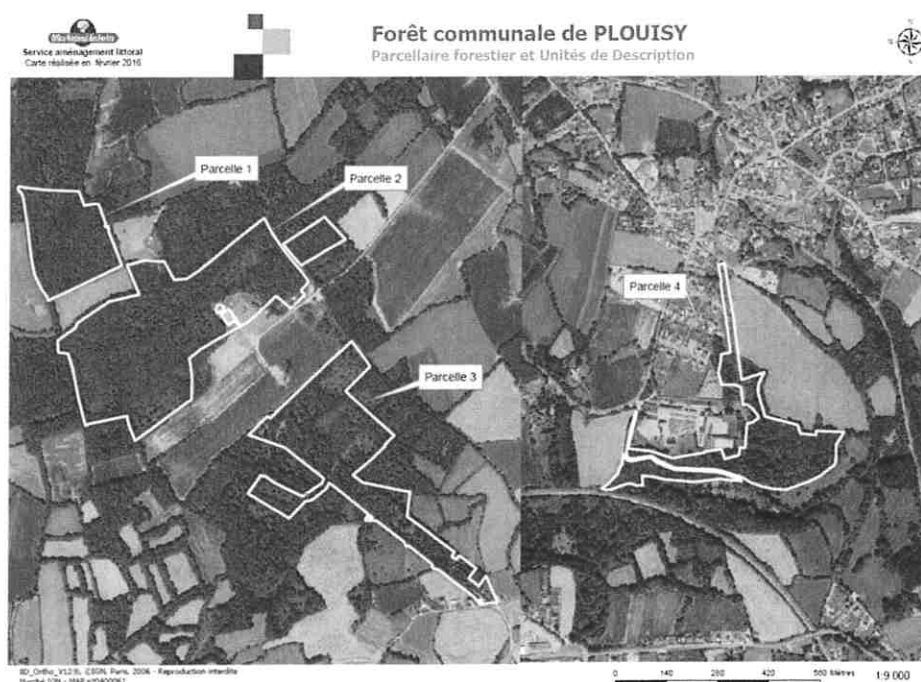 Service aménagement littoral
Carte réalisée en février 2016
Forêt communale de PLOUISY
Parcellaire forestier et Unités de Description
Parcelle 1
Parcelle 2
Parcelle 3
Parcelle 4
BD_Ortho_V12®, ©IGN, Paris, 2006 - Reproduction interdite
0 140 280 420 560 Mètres
1:9 000